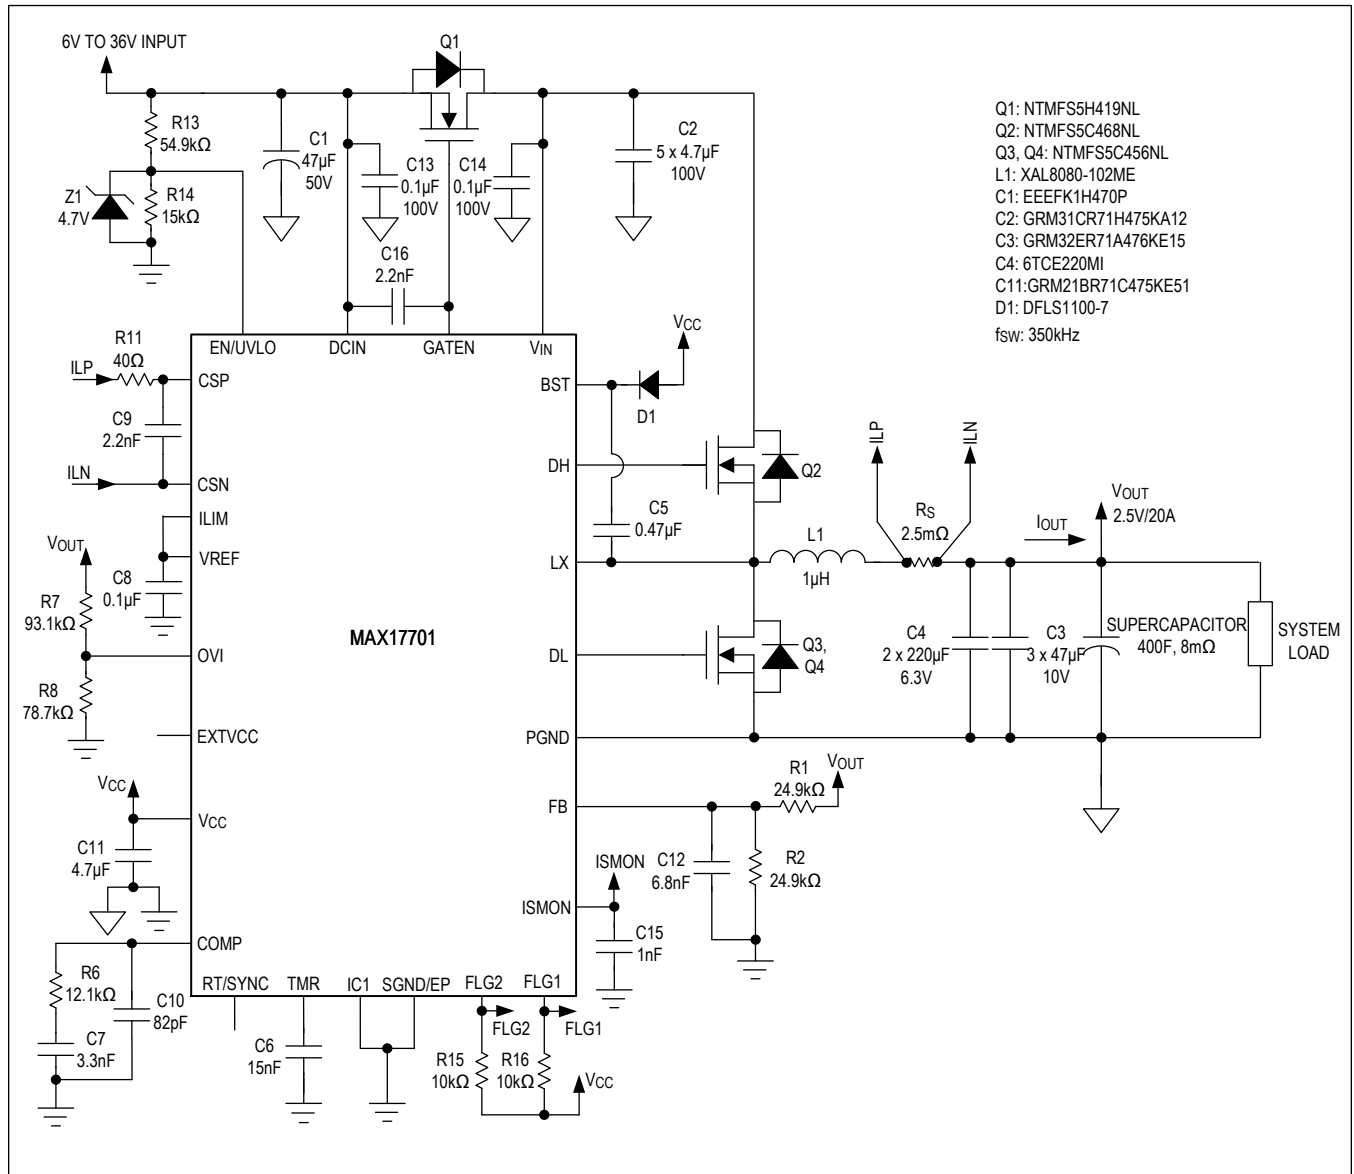 6V TO 36V INPUT
Q1
R13
54.9kΩ
C1
47µF
50V
C13
0.1µF
100V
C14
0.1µF
100V
C2
5 x 4.7µF
100V
Z1
4.7V
R14
15kΩ
C16
2.2nF
Q1: NTMFS5H419NL
Q2: NTMFS5C468NL
Q3, Q4: NTMFS5C456NL
L1: XAL8080-102ME
C1: EEEFK1H470P
C2: GRM31CR71H475KA12
C3: GRM32ER71A476KE15
C4: 6TCE220MI
C11:GRM21BR71C475KE51
D1: DFLS1100-7
fSW: 350kHz
EN/UVLO
DCIN
GATEN
VIN
VCC
R11
40Ω
ILP
CSP
BST
D1
C9
2.2nF
ILN
CSN
DH
Q2
ILP
ILN
ILIM
VREF
C5
0.47µF
LX
L1
1µH
RS
2.5mΩ
IOUT
VOUT
2.5V/20A
VOUT
C8
0.1µF
R7
93.1kΩ
MAX17701
OVI
DL
Q3,
Q4
C4
2 x 220µF
6.3V
C3
3 x 47µF
10V
SUPERCAPACITOR
400F, 8mΩ
SYSTEM
LOAD
R8
78.7kΩ
EXTVCC
PGND
VCC
VCC
C11
4.7µF
FB
R1
24.9kΩ
VOUT
C12
6.8nF
R2
24.9kΩ
ISMON
ISMON
C15
1nF
COMP
R6
12.1kΩ
C10
82pF
C7
3.3nF
RT/SYNC
TMR
IC1
SGND/EP
FLG2
FLG1
C6
15nF
FLG2
FLG1
R15
10kΩ
R16
10kΩ
VCC